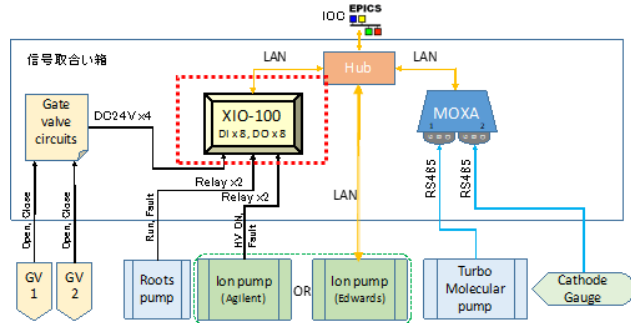 IOC EPICS
LAN
LAN
信号取合い箱
Hub
Gate
valve
circuits
DC24V x4
XIO-100
DI x 8, DO x 8
MOXA
1 2
Relay x2
Relay x2
LAN
RS485
RS485
Open, Close
Open, Close
Run, Fault
HV ON,
Fault
GV
1
GV
2
Roots
pump
Ion pump
(Agilent)
OR
Ion pump
(Edwards)
Turbo
Molecular
pump
Cathode
Gauge